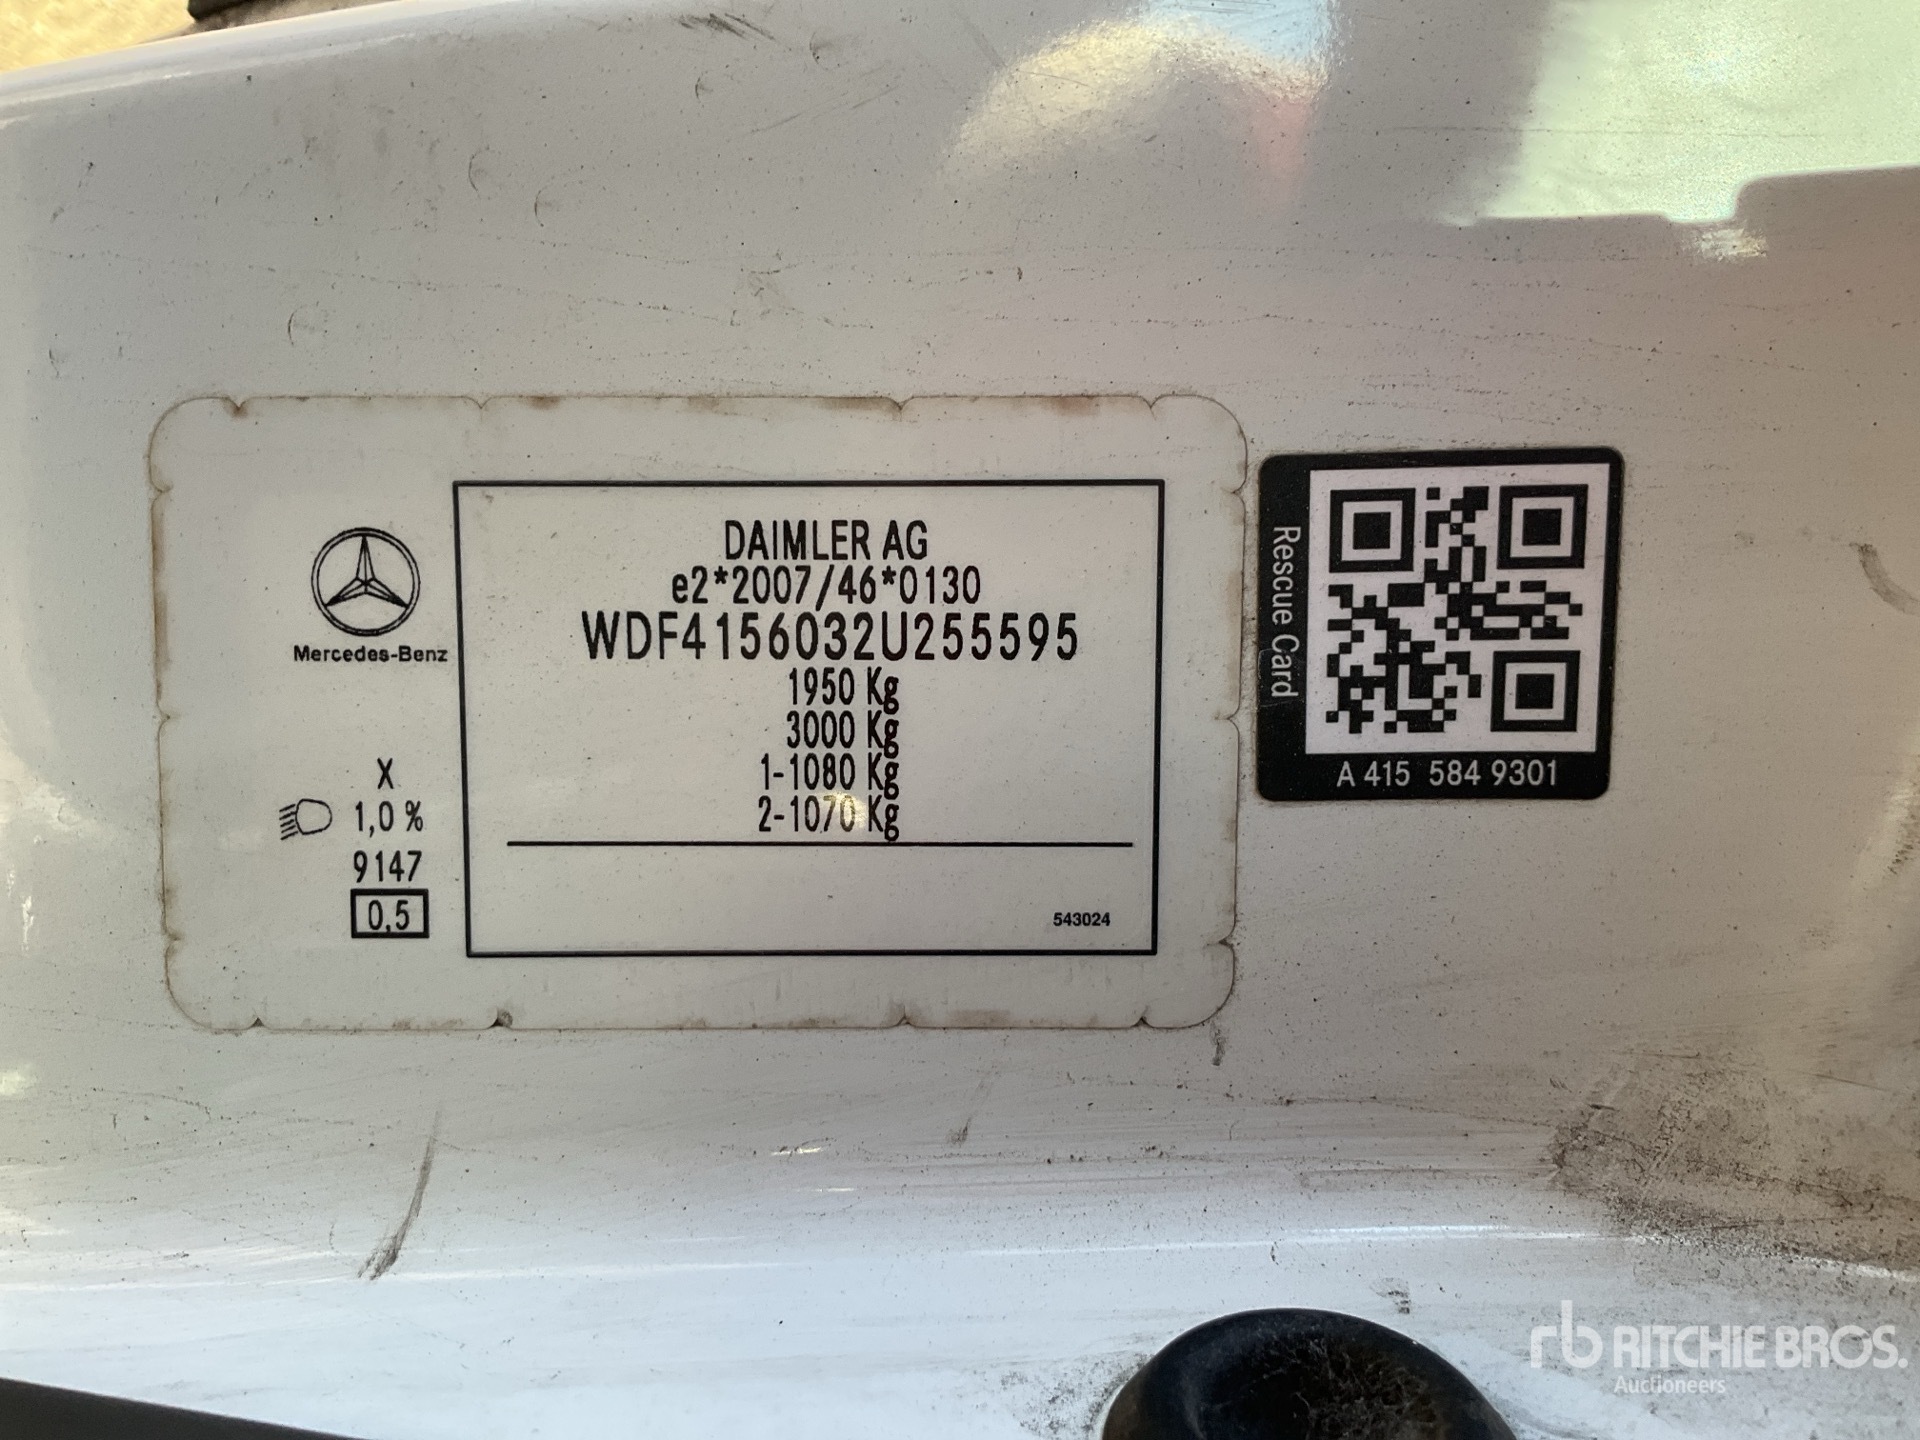 DAIMLER AG
e2*2007/46*0130
WDF4156032U255595
1950 Kg
3000 Kg
1-1080 Kg
2-1070 Kg
543024
Mercedes-Benz
X
1,0 %
9147
0,5
Rescue Card
A 415 584 9301
rb RITCHIE BROS.
Auctioneers